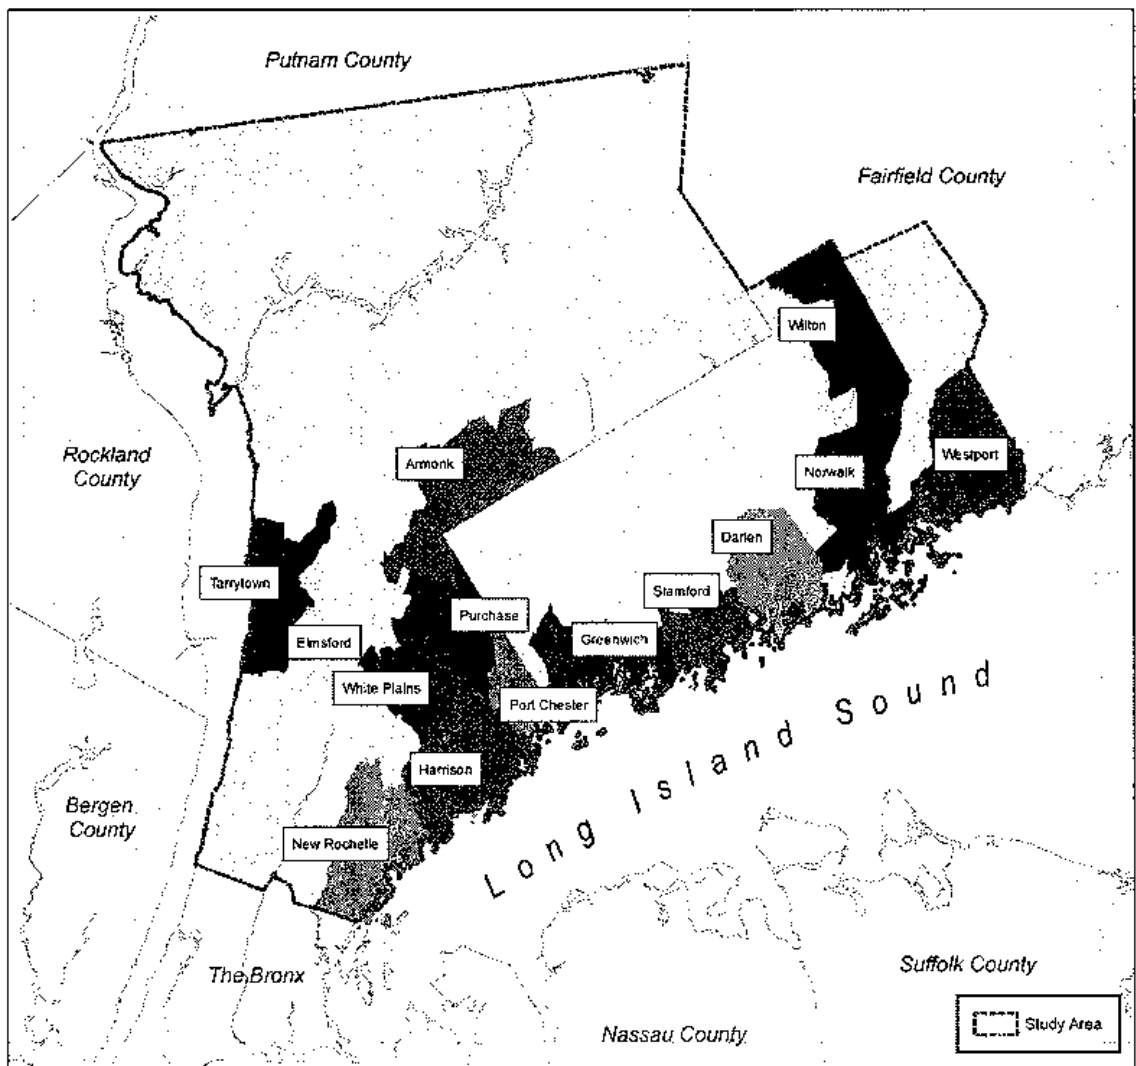 Putnam County
Fairfield County
Wilton
Rockland
County
Armonk
Westport
Norwalk
Darien
Tarrytown
Stamford
Purchase
Elmsford
Greenwich
White Plains
Port Chester
Harrison
Long Island Sound
Bergen
County
New Rochelle
The Bronx
Suffolk County
Nassau County
Study Area